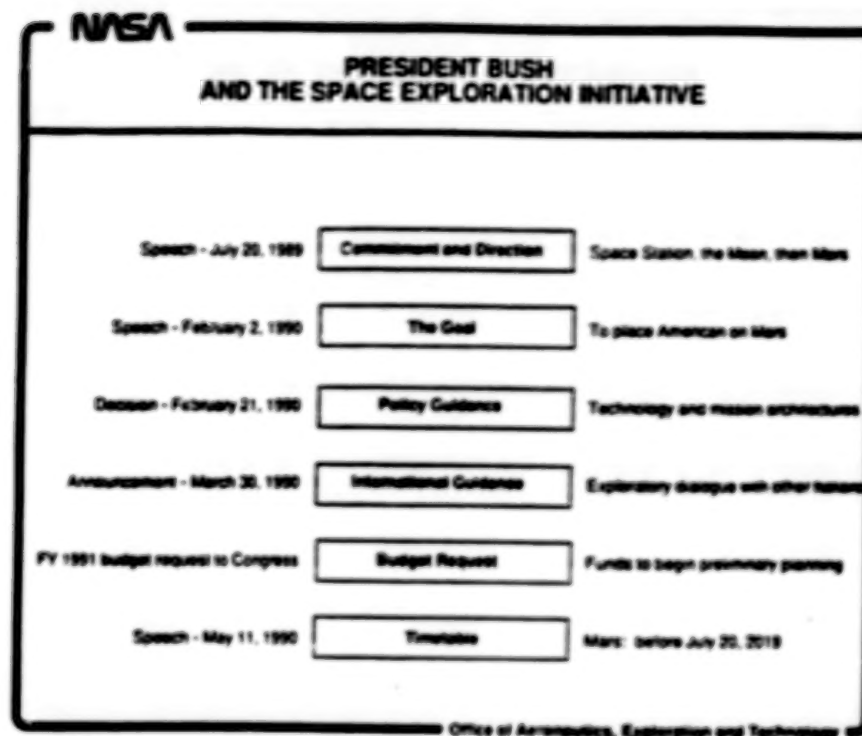 NASA
PRESIDENT BUSH
AND THE SPACE EXPLORATION INITIATIVE
Speech - July 20, 1989 Commitment and Direction Space Station, the Moon, then Mars
Speech - February 2, 1990 The Goal To place American on Mars
Decision - February 21, 1990 Policy Guidance Technology and mission architectures
Announcement - March 30, 1990 International Guidance Exploratory dialogue with other nations
FY 1991 budget request to Congress Budget Request Funds to begin preliminary planning
Speech - May 11, 1990 Timetable Mars: before July 20, 2019
Office of Aeronautics, Exploration and Technology